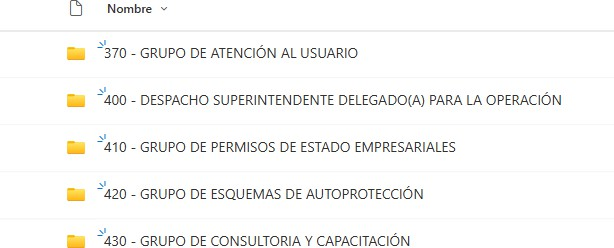 Nombre
370 - GRUPO DE ATENCIÓN AL USUARIO
400 - DESPACHO SUPERINTENDENTE DELEGADO(A) PARA LA OPERACIÓN
410 - GRUPO DE PERMISOS DE ESTADO EMPRESARIALES
420 - GRUPO DE ESQUEMAS DE AUTOPROTECCIÓN
430 - GRUPO DE CONSULTORIA Y CAPACITACIÓN